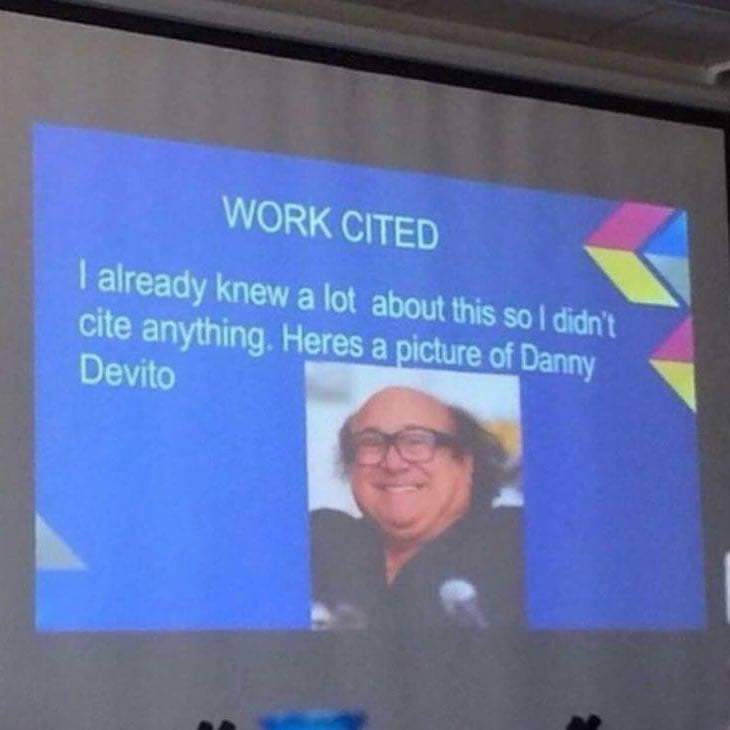 WORK CITED
I already knew a lot about this so I didn't
cite anything. Heres a picture of Danny
Devito